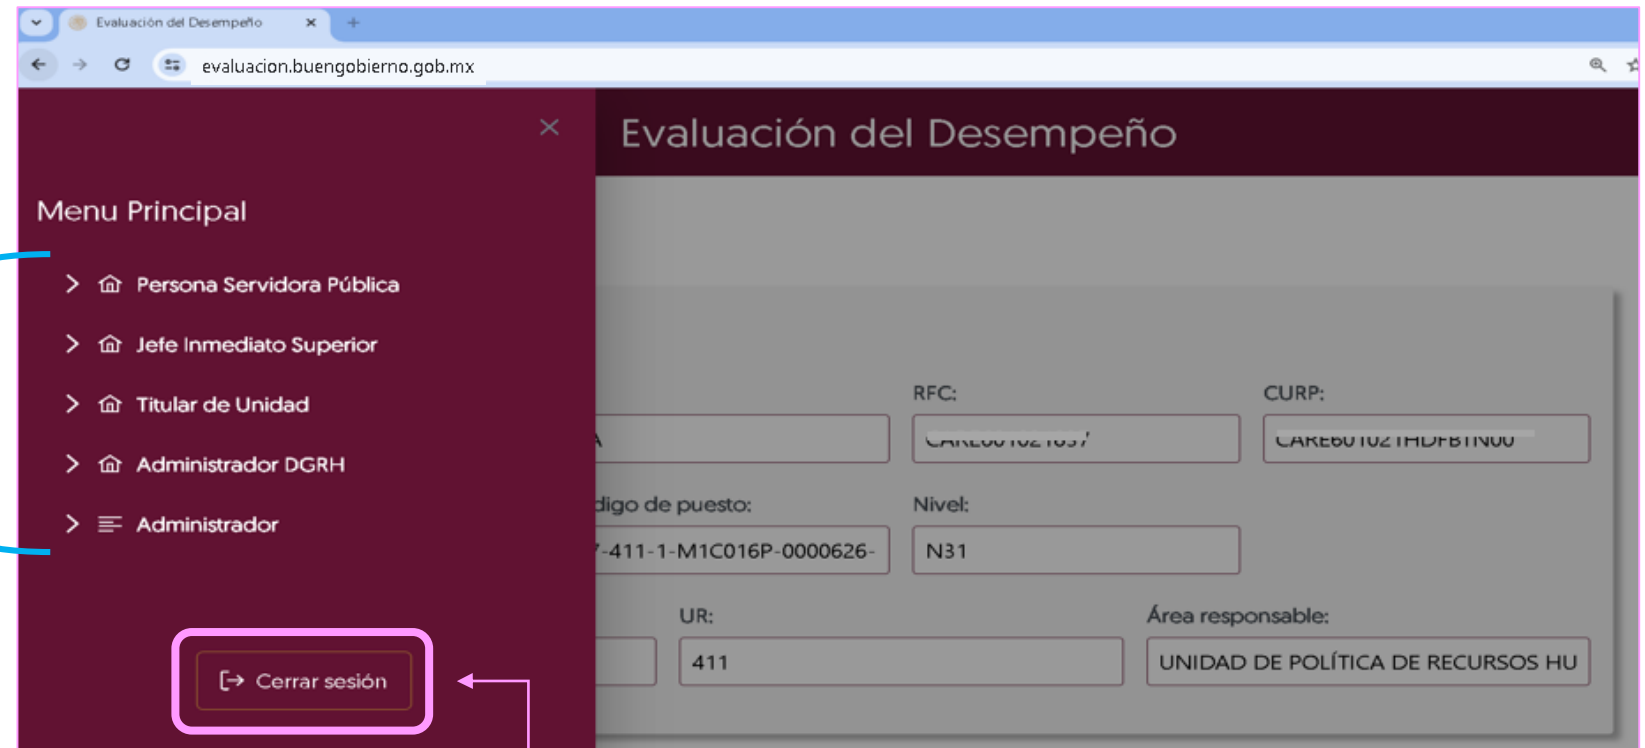 Evaluación del Desempeño
evaluacion.buengobierno.gob.mx
Evaluación del Desempeño
Menu Principal
Persona Servidora Pública
Jefe Inmediato Superior
Titular de Unidad
Administrador DGRH
Administrador
Cerrar sesión
RFC:
CURP:
A
digo de puesto:
Nivel:
-411-1-M1C016P-0000626-
N31
UR:
Área responsable:
411
UNIDAD DE POLÍTICA DE RECURSOS HU